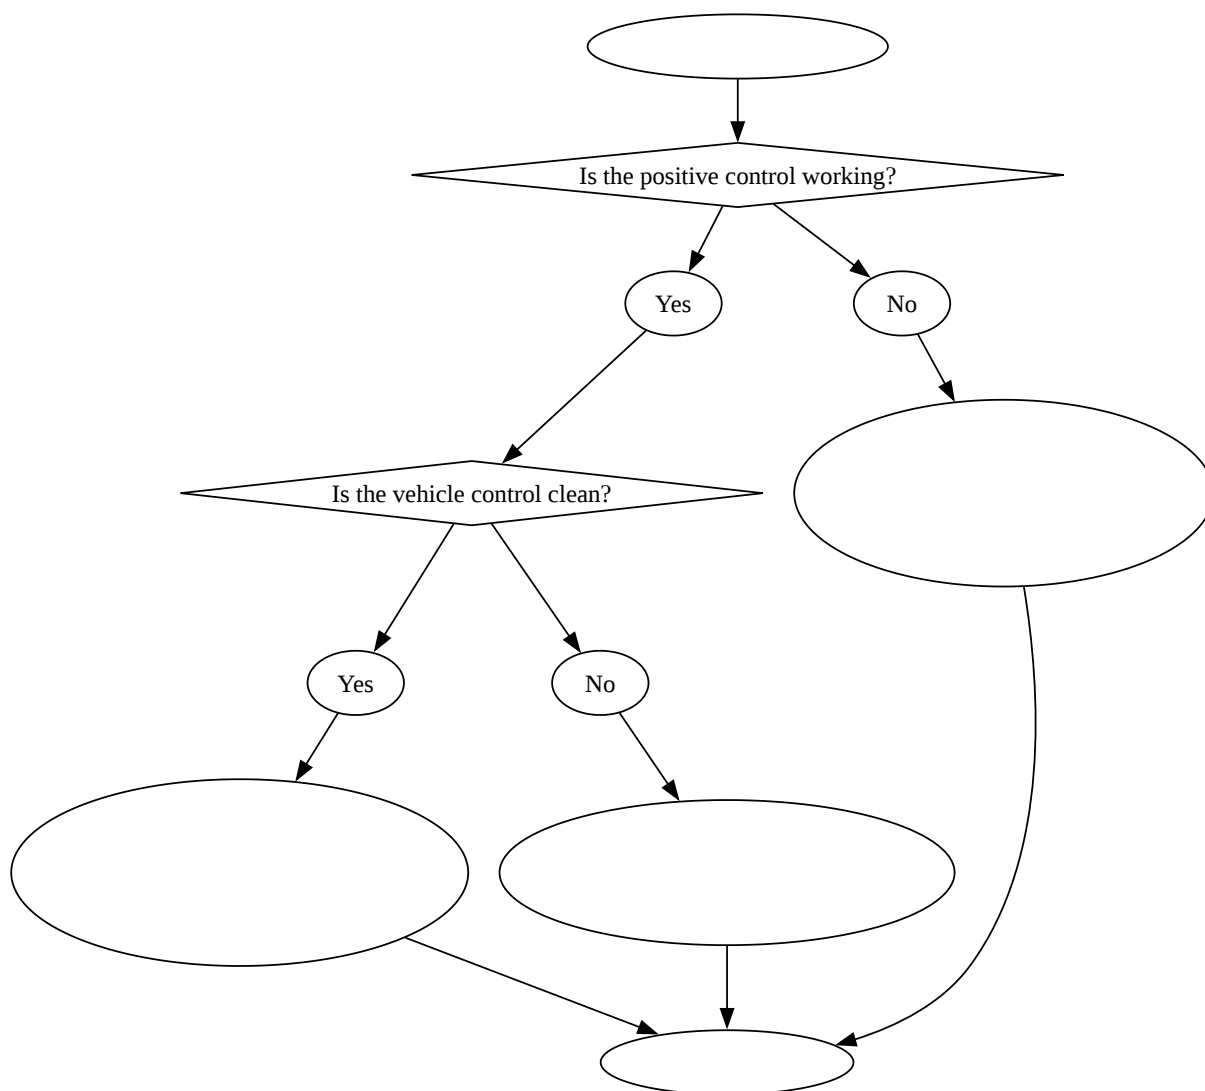 Is the positive control working?
Yes
No
Is the vehicle control clean?
Yes
No